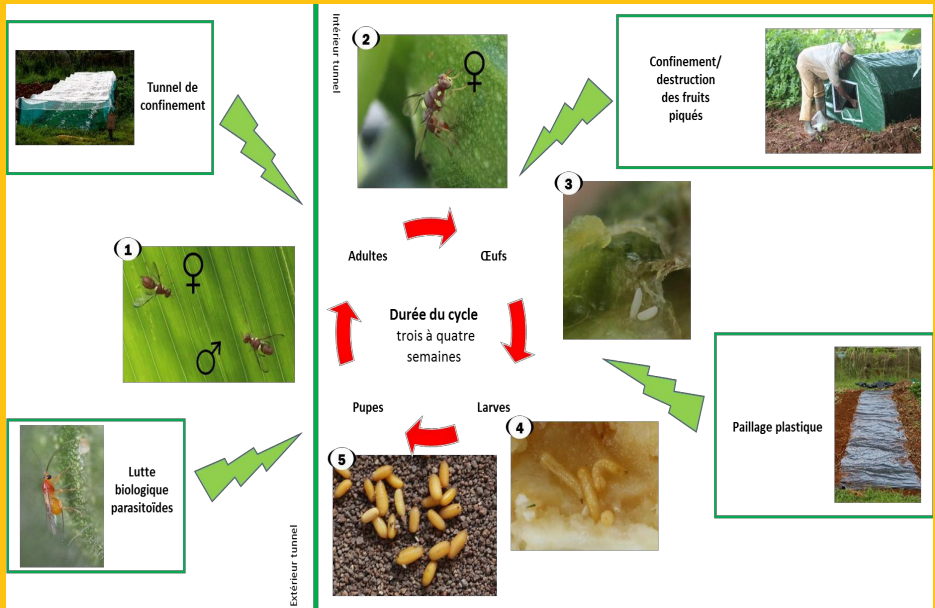 Tunnel de
confinement
Intérieur tunnel
2
♀
Confinement/
destruction
des fruits
piqués
3
1
♀
♂
Adultes
Œufs
Durée du cycle
trois à quatre
semaines
Pupes
Larves
4
5
Paillage plastique
Lutte
biologique
parasitoïdes
Extérieur tunnel